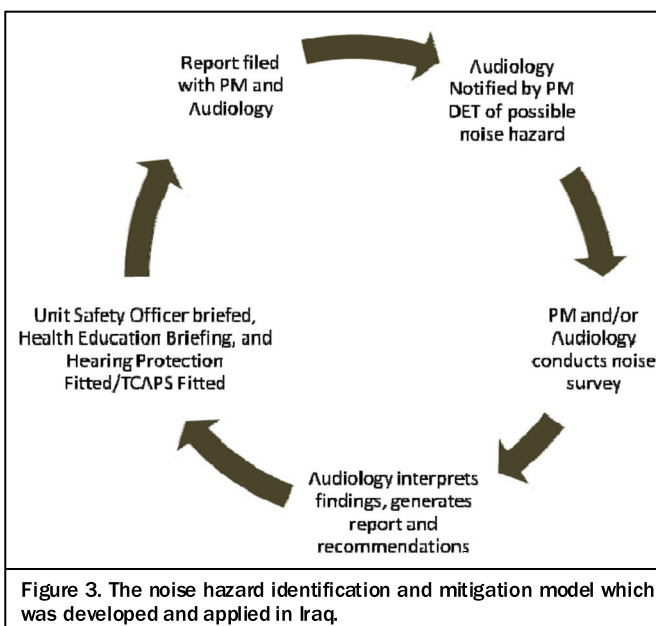 Report filed
with PM and
Audiology
Audiology
Notified by PM
DET of possible
noise hazard
PM and/or
Audiology
conducts noise
survey
Audiology interprets
findings, generates
report and
recommendations
Unit Safety Officer briefed,
Health Education Briefing, and
Hearing Protection
Fitted/TCAPS Fitted
Figure 3. The noise hazard identification and mitigation model which
was developed and applied in Iraq.